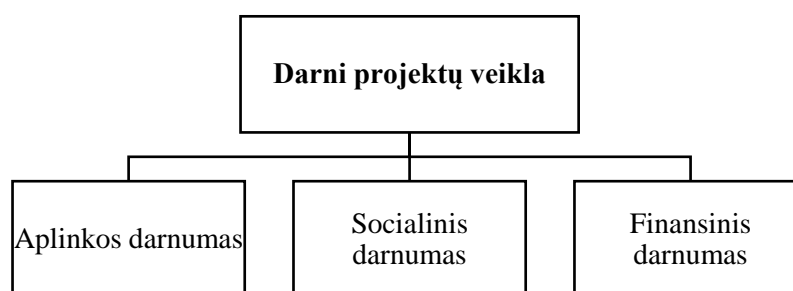 Darni projektų veikla
Aplinkos darnumas
Socialinis
darnumas
Finansinis
darnumas